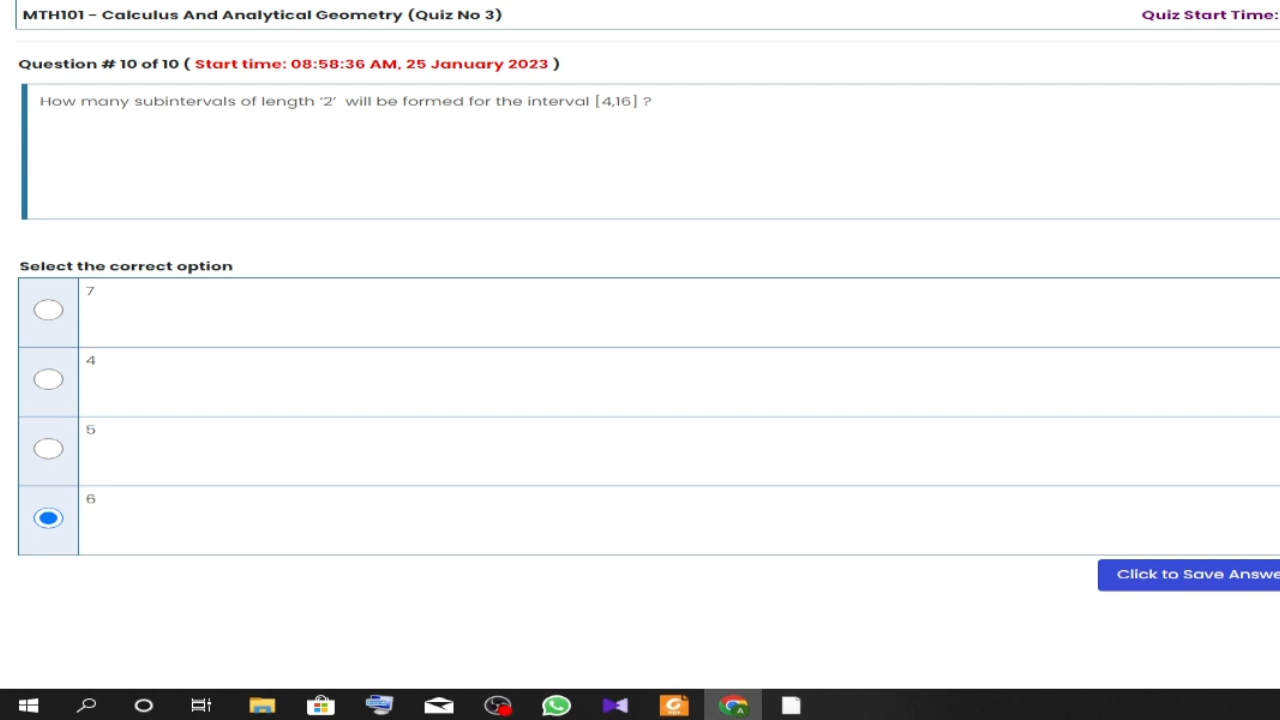 MTH101 - Calculus And Analytical Geometry (Quiz No 3)
Quiz Start Time:
Question # 10 of 10 ( Start time: 08:58:36 AM, 25 January 2023 )
How many subintervals of length ‘2’  will be formed for the interval [4,16] ?
Select the correct option
7
4
5
6
Click to Save Answe